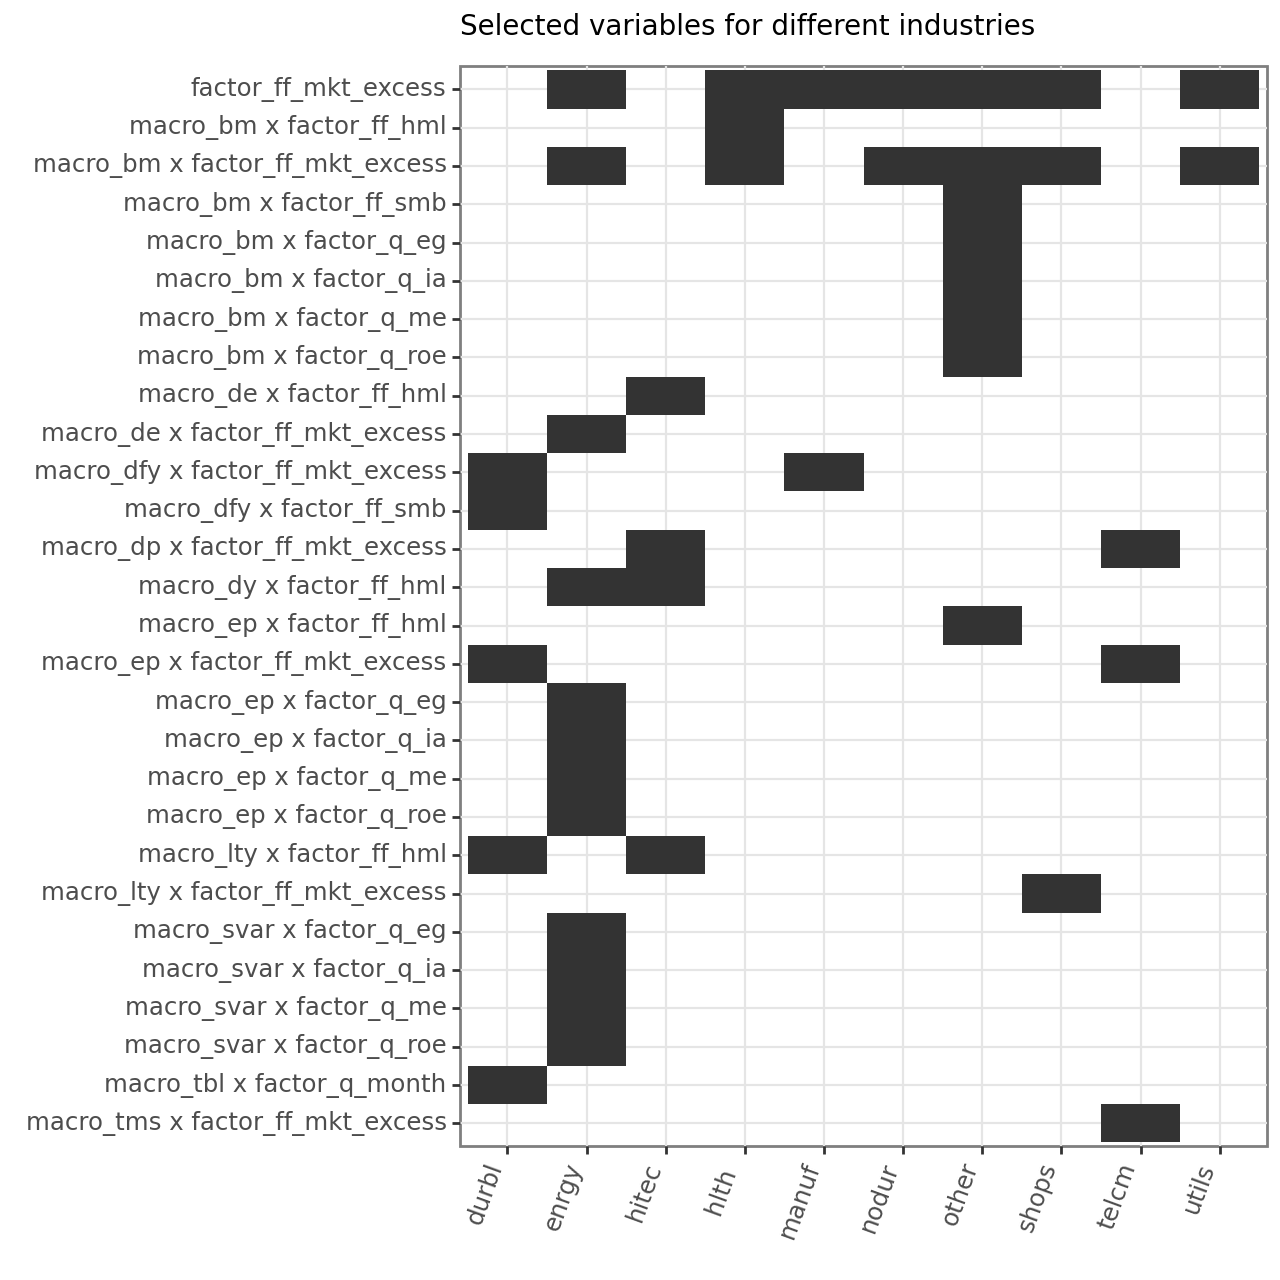 Selected variables for different industries
factor_ff_mkt_excess
macro_bm x factor_ff_hml
macro_bm x factor_ff_mkt_excess
macro_bm x factor_ff_smb
macro_bm x factor_q_eg
macro_bm x factor_q_ia
macro_bm x factor_q_me
macro_bm x factor_q_roe
macro_de x factor_ff_hml
macro_de x factor_ff_mkt_excess
macro_dfy x factor_ff_mkt_excess
macro_dfy x factor_ff_smb
macro_dp x factor_ff_mkt_excess
macro_dy x factor_ff_hml
macro_ep x factor_ff_hml
macro_ep x factor_ff_mkt_excess
macro_ep x factor_q_eg
macro_ep x factor_q_ia
macro_ep x factor_q_me
macro_ep x factor_q_roe
macro_lty x factor_ff_hml
macro_lty x factor_ff_mkt_excess
macro_svar x factor_q_eg
macro_svar x factor_q_ia
macro_svar x factor_q_me
macro_svar x factor_q_roe
macro_tbl x factor_q_month
macro_tms x factor_ff_mkt_excess
durbl
enrgy
hitec
hlth
manuf
nodur
other
shops
telcm
utils